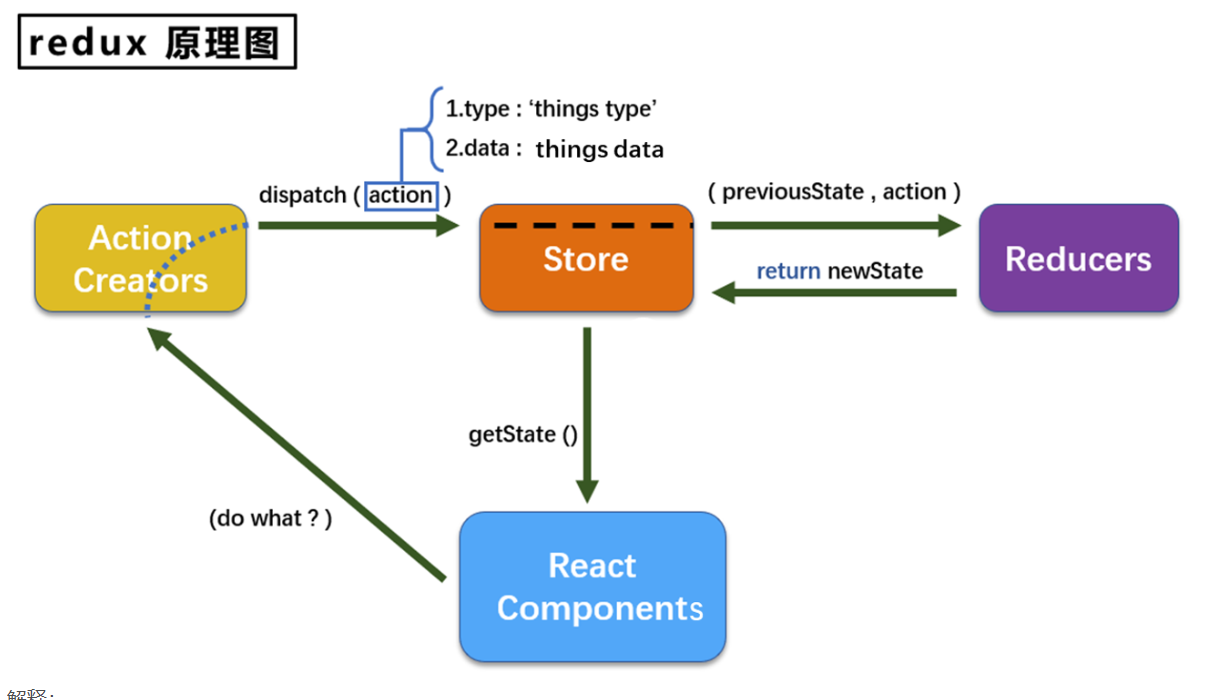 redux 原理图
1.type : ‘things type’
2.data : things data
dispatch ( action )
( previousState , action )
Action
Creators
Store
Reducers
return newState
getState ()
(do what ? )
React
Components
解释: